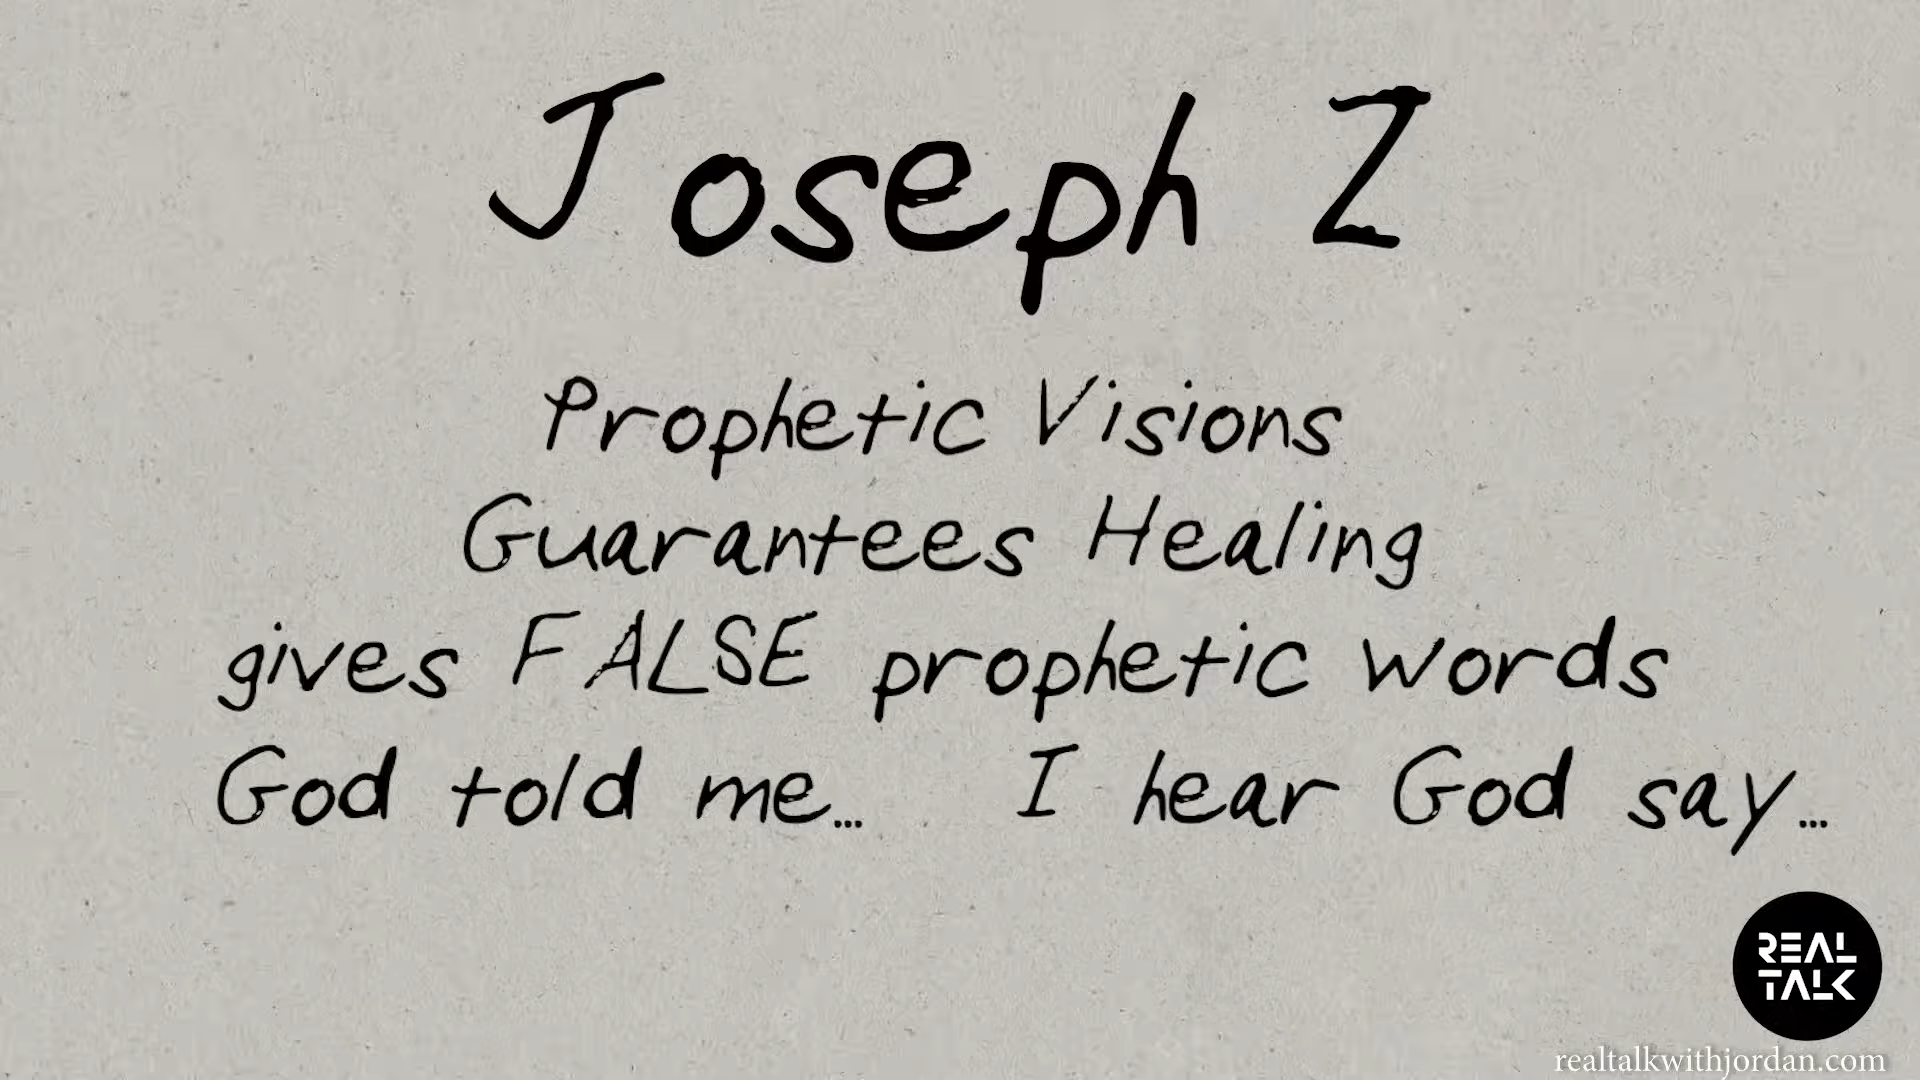 Joseph Z
Prophetic Visions
Guarantees Healing
gives FALSE prophetic words
God told me... I hear God say...
REAL
TALK
realtalkwithjordan.com